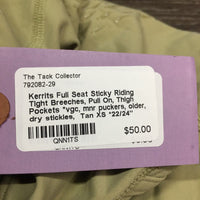 The Tack Collector
792082-29
Kerrits Full Seat Sticky Riding
Tight Breeches, Pull On, Thigh
Pockets *vgc, mnr puckers, older,
dry stickies, Tan XS *22/24"
$50.00
QNN1TS